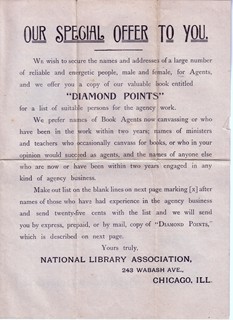 OUR SPECIAL OFFER TO YOU.
We wish to secure the names and addresses of a large number
of reliable and energetic people, male and female, for Agents,
and we offer you a copy of our valuable book entitled
"DIAMOND POINTS"
for a list of suitable persons for the agency work.
We prefer names of Book Agents now canvassing or who
have been in the work within two years; names of ministers
and teachers who occasionally canvass for books, or who in your
opinion would succeed as agents, and the names of anyone else
who are now or have been within two years engaged in any
kind of agency business.
Make out list on the blank lines on next page marking [x] after
names of those who have had experience in the agency business
and send twenty-five cents with the list and we will send
you by express, prepaid, or by mail, copy of "DIAMOND POINTS,"
which is described on next page.
Yours truly,
NATIONAL LIBRARY ASSOCIATION,
243 WABASH AVE.,
CHICAGO, ILL.